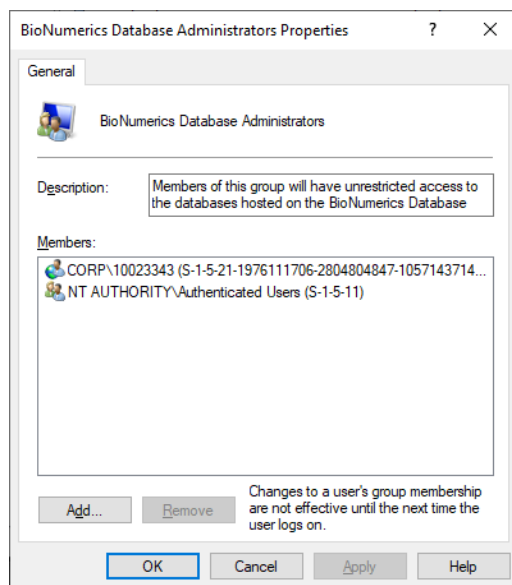 BioNumerics Database Administrators Properties
?
General
BioNumerics Database Administrators
Description:
Members of this group will have unrestricted access to
the databases hosted on the BioNumerics Database
Members:
CORP\10023343 (S-1-5-21-1976111706-2804804847-1057143714...
NT AUTHORITY\Authenticated Users (S-1-5-11)
Add...
Remove
Changes to a user's group membership
are not effective until the next time the
user logs on.
OK
Cancel
Apply
Help